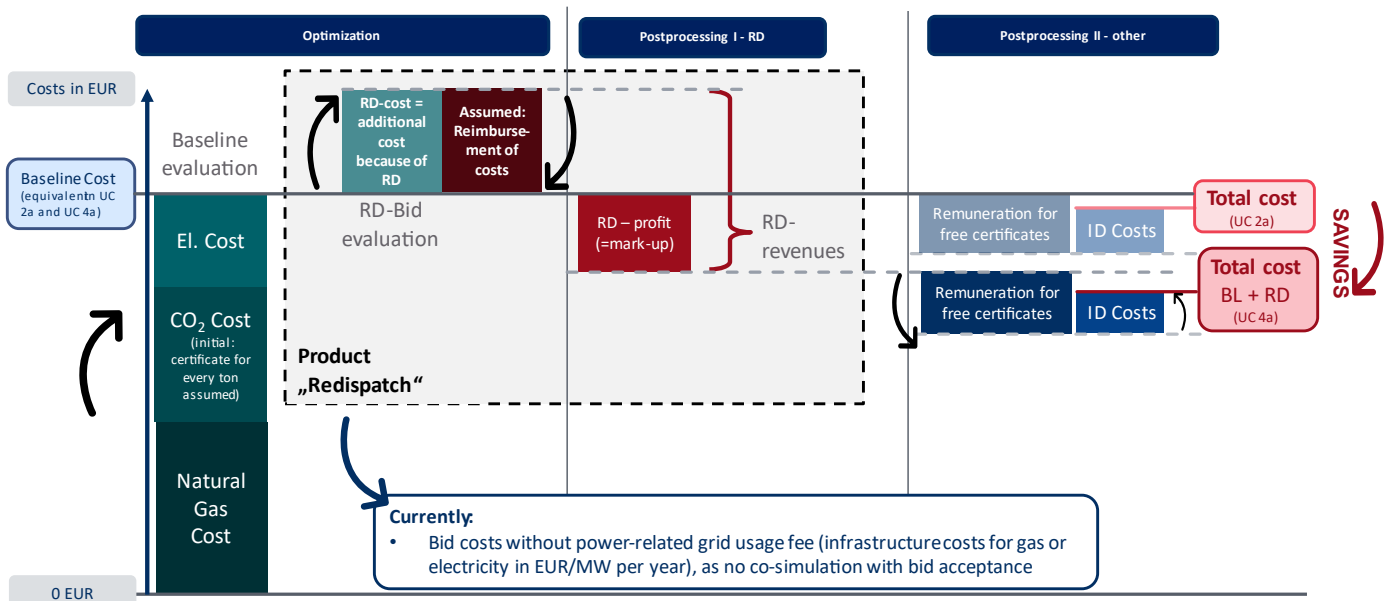 Optimization
Postprocessing I - RD
Postprocessing II - other
Costs in EUR
Baseline
evaluation
Baseline Cost
(equivalent in UC
2a and UC 4a)
El. Cost
CO₂ Cost
(initial:
certificate for
every ton
assumed)
Natural
Gas
Cost
0 EUR
RD-cost =
additional
cost
because of
RD
Assumed:
Reimburse-
ment of
costs
RD-Bid
evaluation
Product
„Redispatch“
RD – profit
(=mark-up)
RD-
revenues
Remuneration for
free certificates
ID Costs
Total cost
(UC 2a)
Remuneration for
free certificates
ID Costs
Total cost
BL + RD
(UC 4a)
SAVINGS
Currently:
• Bid costs without power-related grid usage fee (infrastructure costs for gas or
electricity in EUR/MW per year), as no co-simulation with bid acceptance